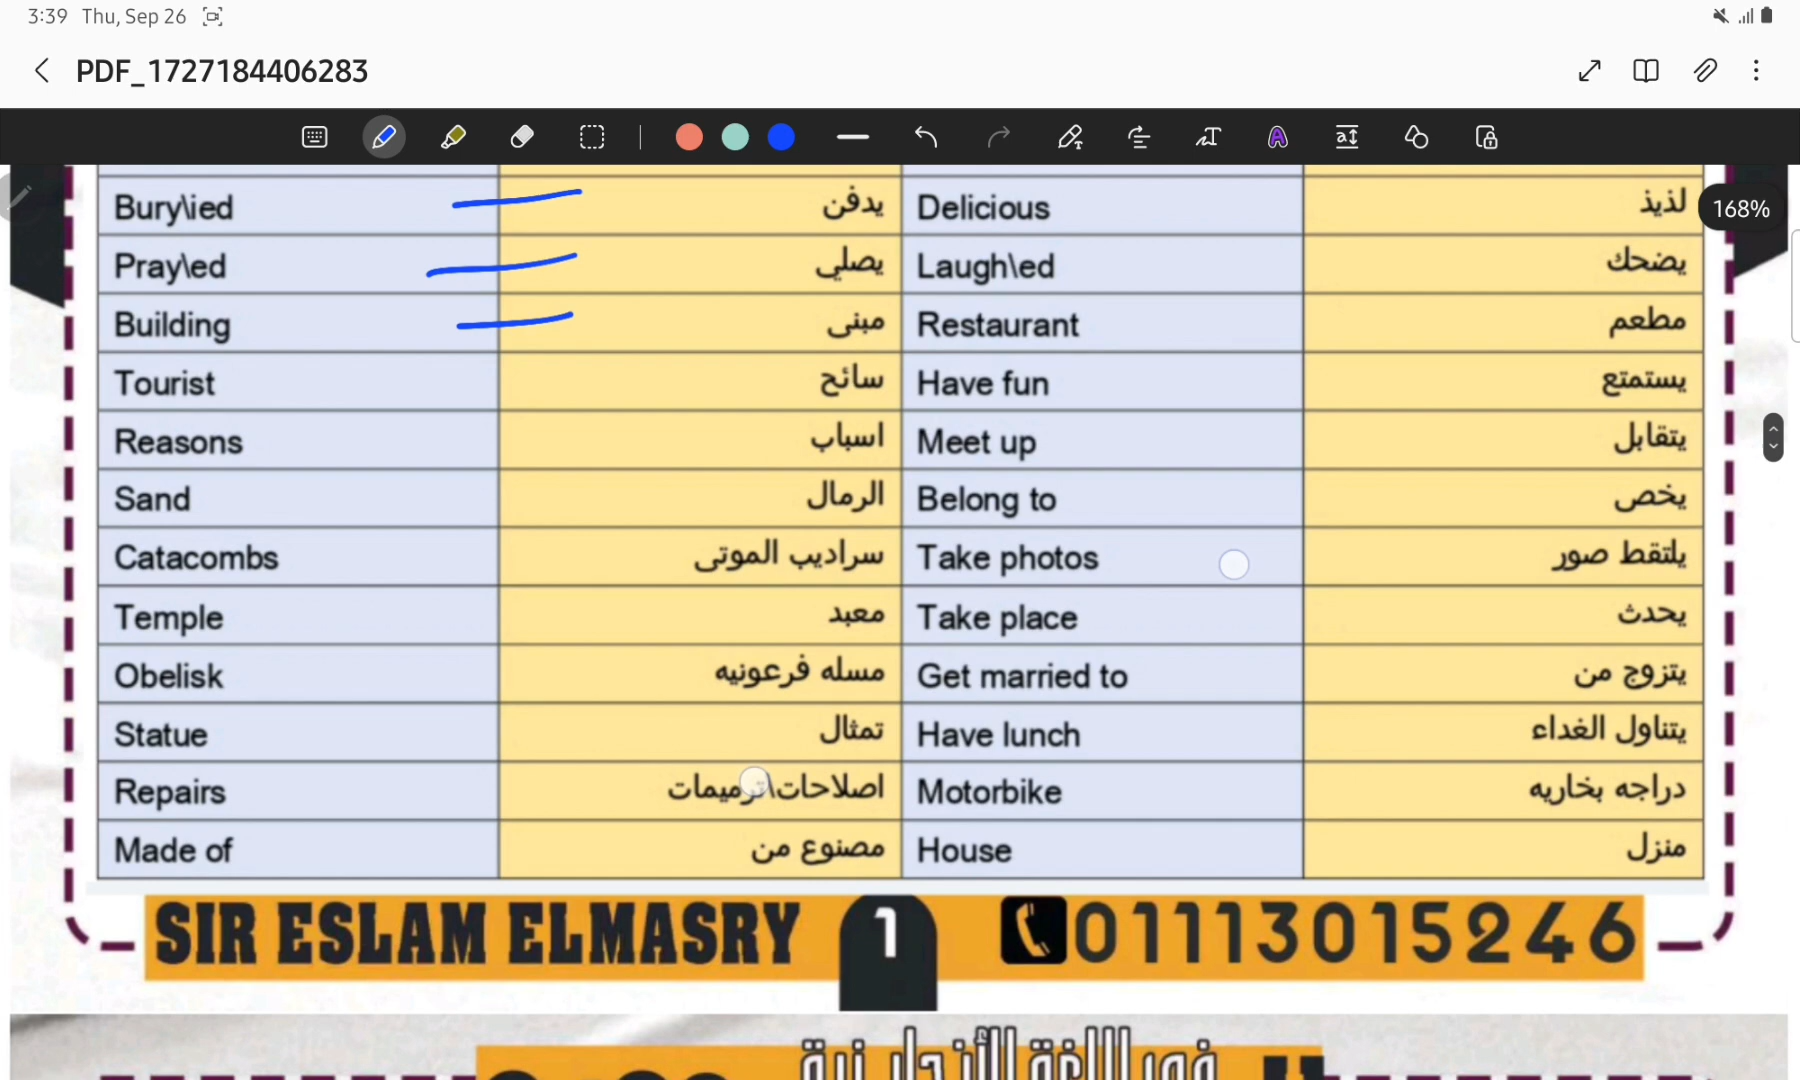 3:39 Thu, Sep 26
PDF_1727184406283
168%
Bury\ied يدفن Delicious لذيذ
Pray\ed يصلي Laugh\ed يضحك
Building مبنى Restaurant مطعم
Tourist سائح Have fun يستمتع
Reasons اسباب Meet up يتقابل
Sand الرمال Belong to يخص
Catacombs سراديب الموتى Take photos يلتقط صور
Temple معبد Take place يحدث
Obelisk مسله فرعونيه Get married to يتزوج من
Statue تمثال Have lunch يتناول الغداء
Repairs اصلاحات\ترميمات Motorbike دراجه بخاريه
Made of مصنوع من House منزل
SIR ESLAM ELMASRY 1 01113015246